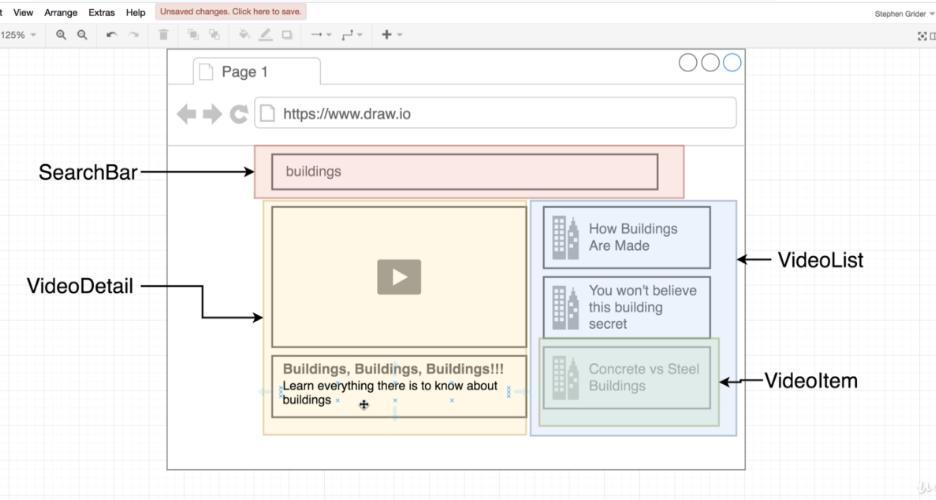 t View Arrange Extras Help Unsaved changes. Click here to save.
Stephen Grider
125%
Page 1
https://www.draw.io
SearchBar
buildings
How Buildings
Are Made
VideoList
VideoDetail
You won't believe
this building
secret
Buildings, Buildings, Buildings!!!
Learn everything there is to know about
buildings
Concrete vs Steel
Buildings
VideoItem